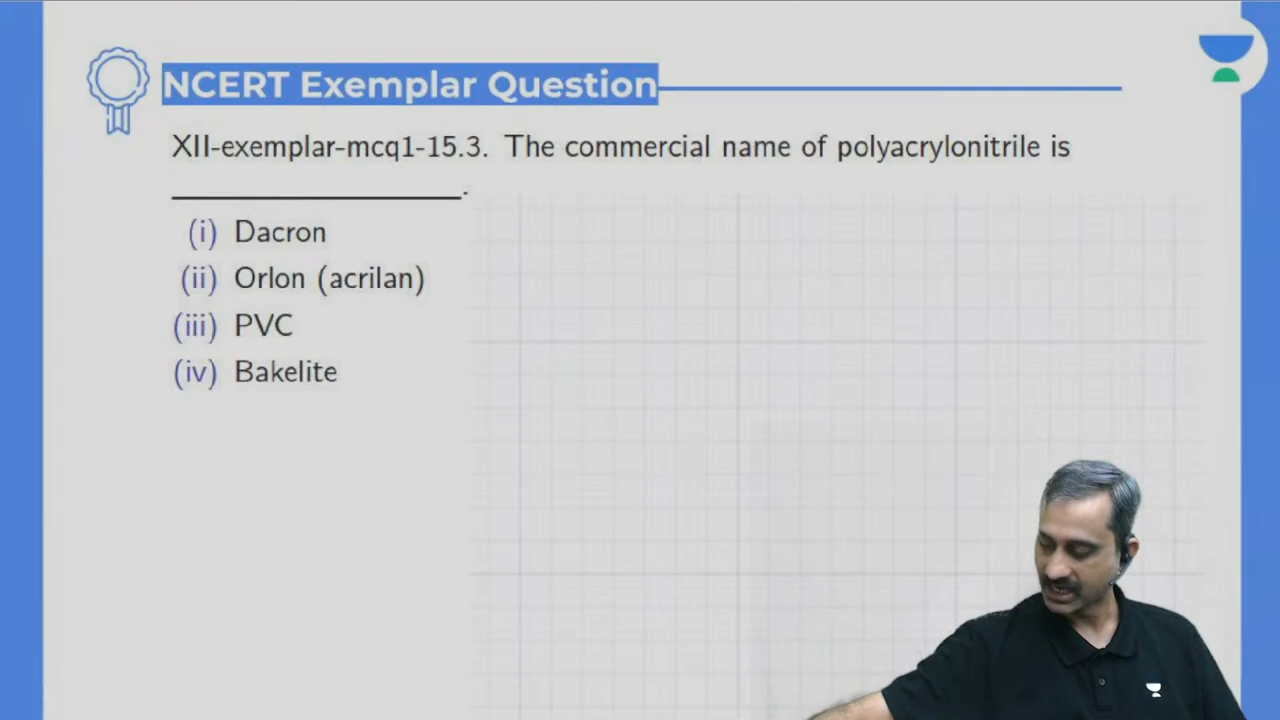 NCERT Exemplar Question
XII-exemplar-mcq1-15.3. The commercial name of polyacrylonitrile is
______________.
(i) Dacron
(ii) Orlon (acrilan)
(iii) PVC
(iv) Bakelite